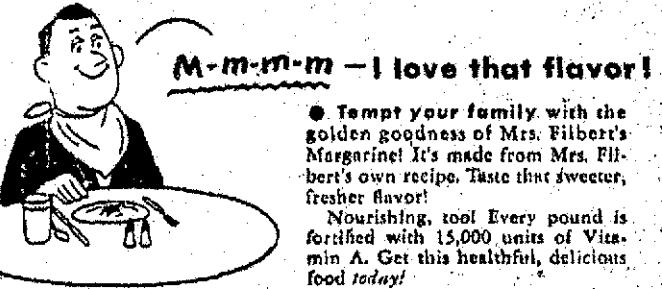 M-m-m-m — I love that flavor!
● Tempt your family with the
golden goodness of Mrs. Filbert's
Margarine! It's made from Mrs. Fil-
bert's own recipe. Taste that sweeter,
fresher flavor!
Nourishing, too! Every pound is
fortified with 15,000 units of Vita-
min A. Get this healthful, delicious
food today!